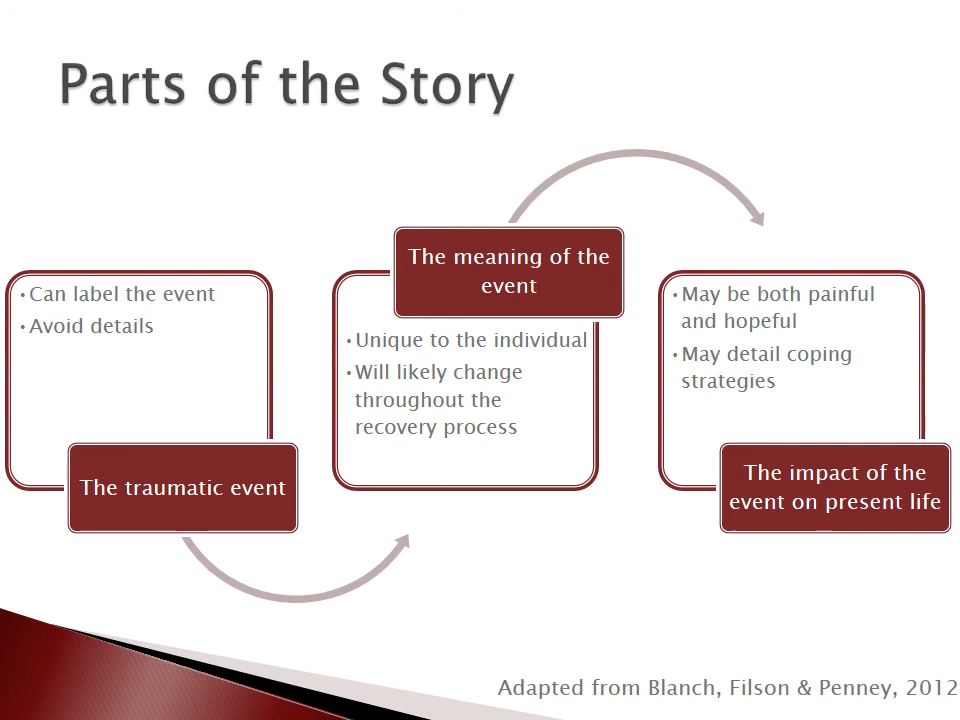 Parts of the Story
•Can label the event
•Avoid details
The traumatic event
The meaning of the
event
•Unique to the individual
•Will likely change
throughout the
recovery process
•May be both painful
and hopeful
•May detail coping
strategies
The impact of the
event on present life
Adapted from Blanch, Filson & Penney, 2012